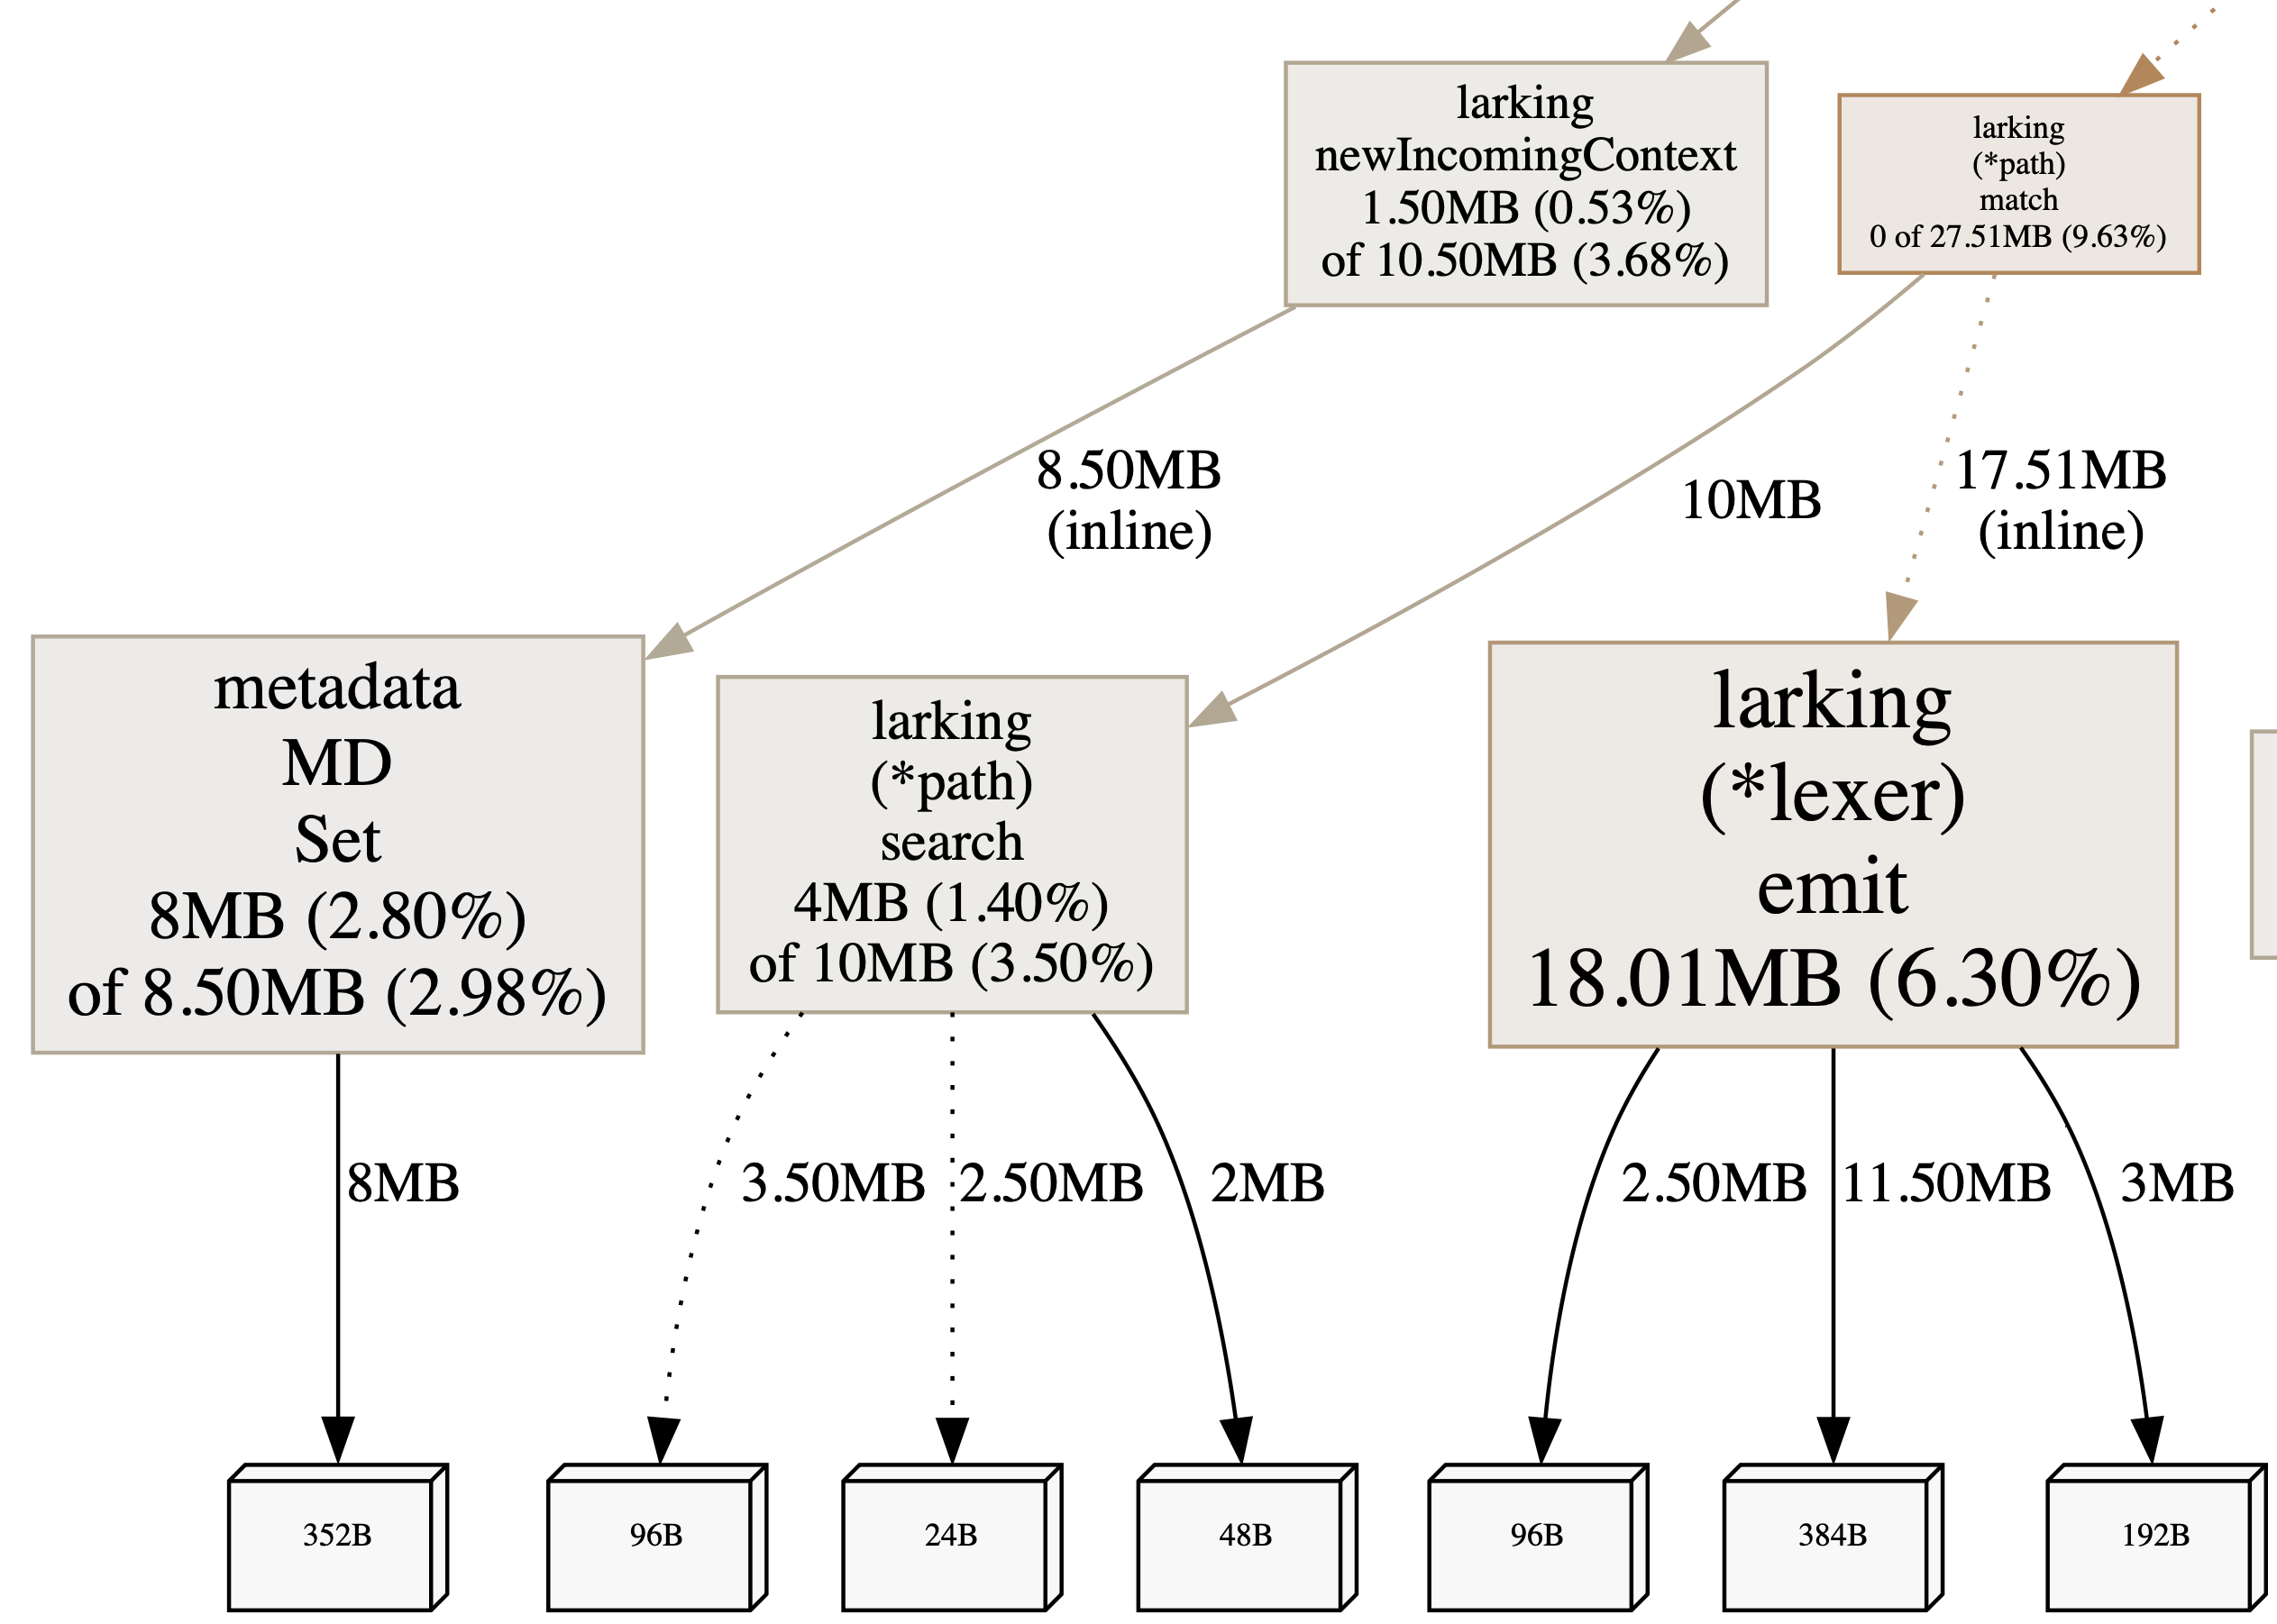 larking
newIncomingContext
1.50MB (0.53%)
of 10.50MB (3.68%)
larking
(*path)
match
0 of 27.51MB (9.63%)
8.50MB
(inline)
10MB
17.51MB
(inline)
metadata
MD
Set
8MB (2.80%)
of 8.50MB (2.98%)
larking
(*path)
search
4MB (1.40%)
of 10MB (3.50%)
larking
(*lexer)
emit
18.01MB (6.30%)
8MB
3.50MB
2.50MB
2MB
2.50MB
11.50MB
3MB
352B
96B
24B
48B
96B
384B
192B